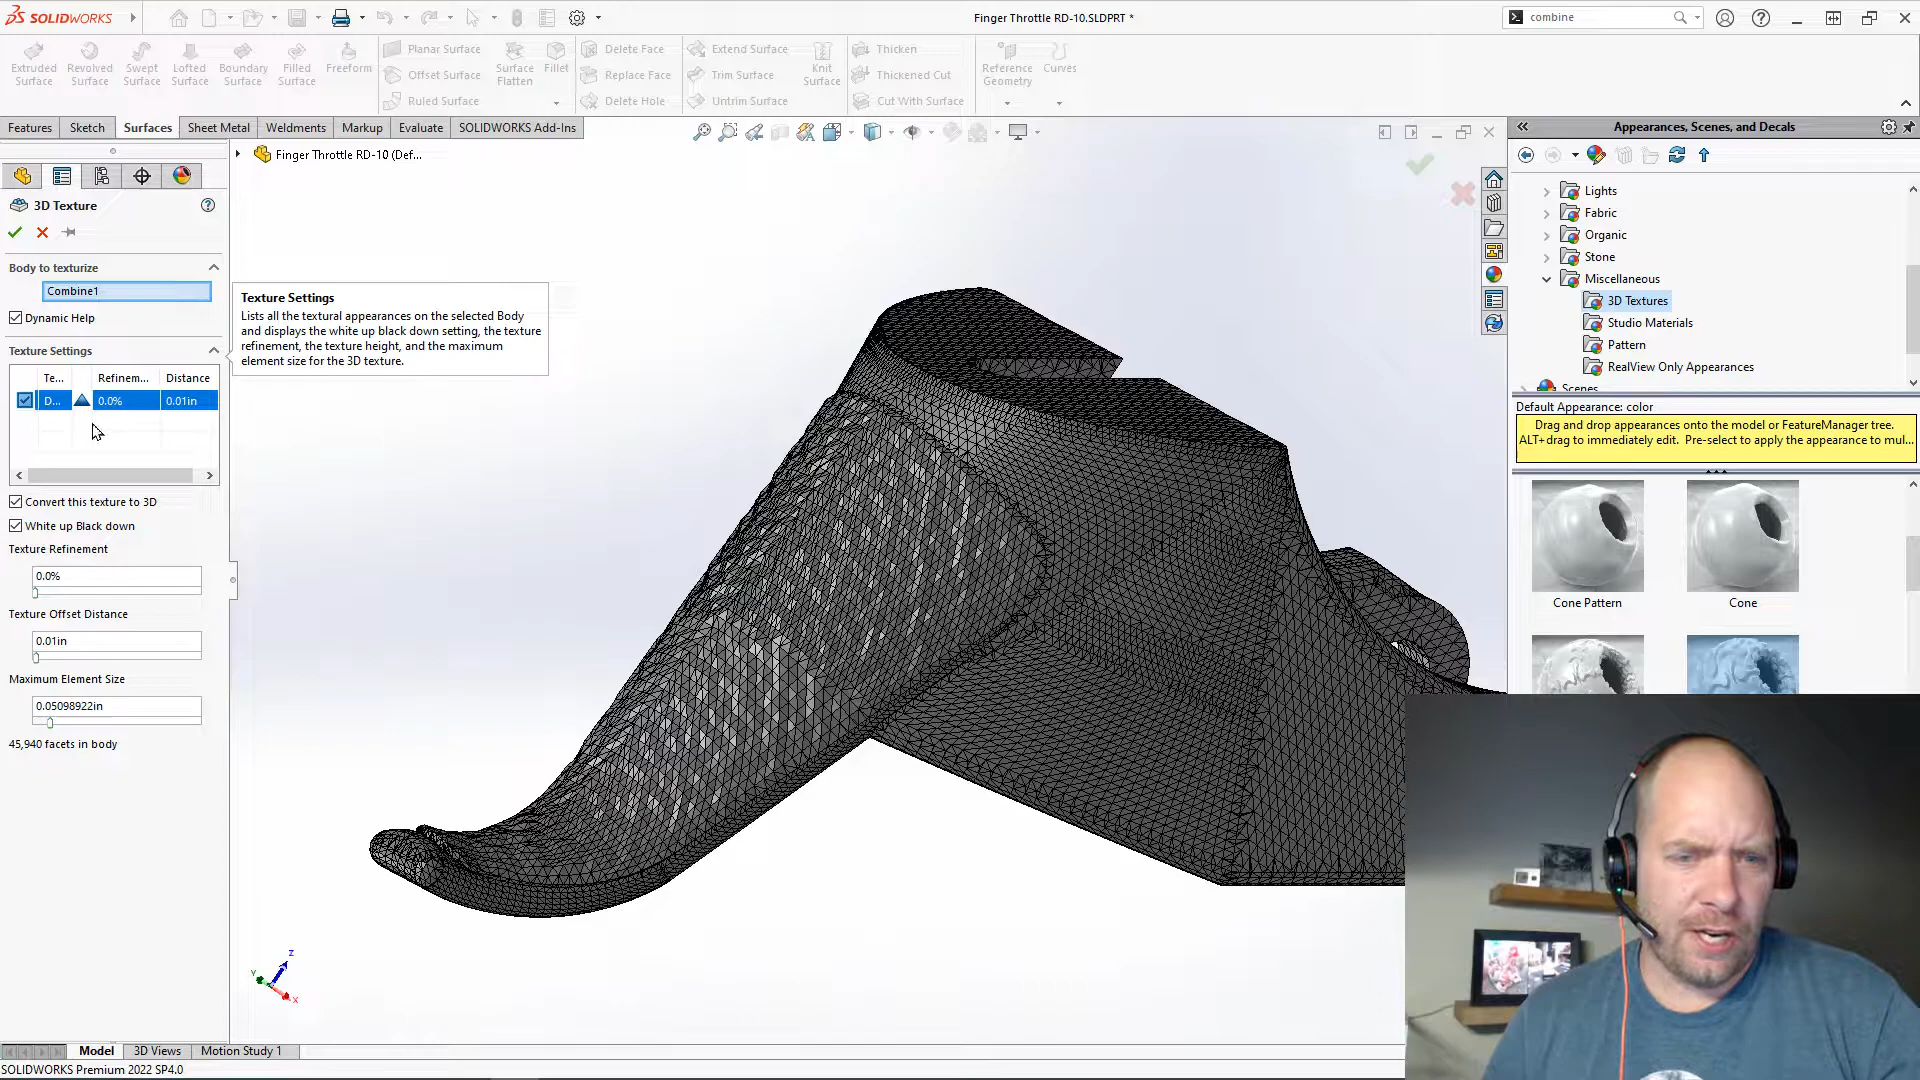 SOLIDWORKS
Finger Throttle RD-10.SLDPRT *
combine
Extruded Surface
Revolved Surface
Swept Surface
Lofted Surface
Boundary Surface
Filled Surface
Freeform
Planar Surface
Offset Surface
Ruled Surface
Surface Flatten
Fillet
Delete Face
Replace Face
Delete Hole
Extend Surface
Trim Surface
Untrim Surface
Knit Surface
Thicken
Thickened Cut
Cut With Surface
Reference Geometry
Curves
Features
Sketch
Surfaces
Sheet Metal
Weldments
Markup
Evaluate
SOLIDWORKS Add-Ins
Finger Throttle RD-10 (Def...
3D Texture
Body to texturize
Combine1
Dynamic Help
Texture Settings
Te... Refinem... Distance
D... 0.0% 0.01in
Convert this texture to 3D
White up Black down
Texture Refinement
0.0%
Texture Offset Distance
0.01in
Maximum Element Size
0.05098922in
45,940 facets in body
Texture Settings
Lists all the textural appearances on the selected Body
and displays the white up black down setting, the texture
refinement, the texture height, and the maximum
element size for the 3D texture.
Z
Y
X
Appearances, Scenes, and Decals
Lights
Fabric
Organic
Stone
Miscellaneous
3D Textures
Studio Materials
Pattern
RealView Only Appearances
Scenes
Default Appearance: color
Drag and drop appearances onto the model or FeatureManager tree.
ALT+drag to immediately edit. Pre-select to apply the appearance to mul...
Cone Pattern
Cone
Model
3D Views
Motion Study 1
SOLIDWORKS Premium 2022 SP4.0